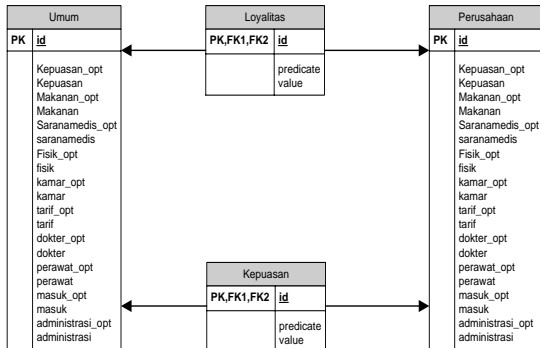 Umum
PK id
Kepuasan_opt
Kepuasan
Makanan_opt
Makanan
Saranamedis_opt
saranamedis
Fisik_opt
fisik
kamar_opt
kamar
tarif_opt
tarif
dokter_opt
dokter
perawat_opt
perawat
masuk_opt
masuk
administrasi_opt
administrasi
Loyalitas
PK,FK1,FK2 id
predicate
value
Kepuasan
PK,FK1,FK2 id
predicate
value
Perusahaan
PK id
Kepuasan_opt
Kepuasan
Makanan_opt
Makanan
Saranamedis_opt
saranamedis
Fisik_opt
fisik
kamar_opt
kamar
tarif_opt
tarif
dokter_opt
dokter
perawat_opt
perawat
masuk_opt
masuk
administrasi_opt
administrasi